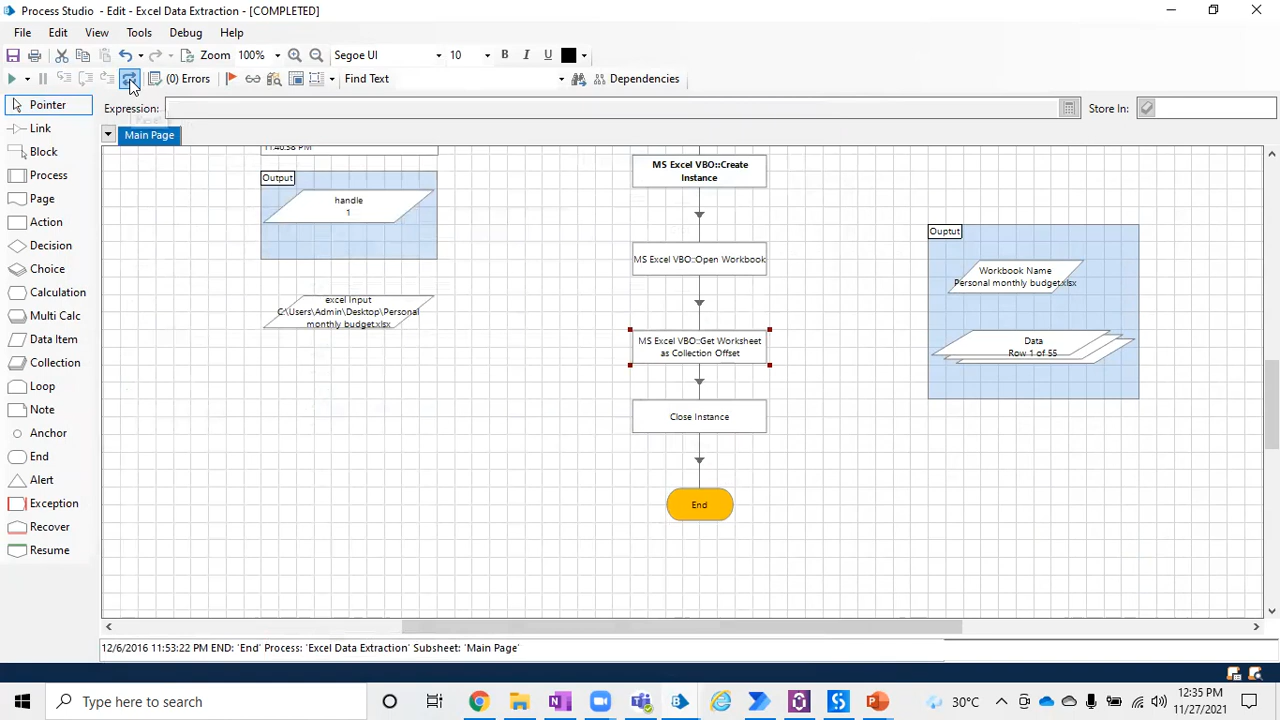 Process Studio - Edit - Excel Data Extraction - [COMPLETED]
File Edit View Tools Debug Help
Zoom 100% Segoe UI 10 B I U
(0) Errors Find Text Dependencies
Pointer Expression: Store In:
Link Main Page
Block
Process
Page
Action
Decision
Choice
Calculation
Multi Calc
Data Item
Collection
Loop
Note
Anchor
End
Alert
Exception
Recover
Resume
11:40:38 PM
Output
handle
1
excel Input
C:\Users\Admin\Desktop\Personal
monthly budget.xlsx
MS Excel VBO::Create
Instance
MS Excel VBO::Open Workbook
MS Excel VBO::Get Worksheet
as Collection Offset
Close Instance
End
Ouptut
Workbook Name
Personal monthly budget.xlsx
Data
Row 1 of 55
12/6/2016 11:53:22 PM END: 'End' Process: 'Excel Data Extraction' Subsheet: 'Main Page'
Type here to search
30°C
12:35 PM
11/27/2021